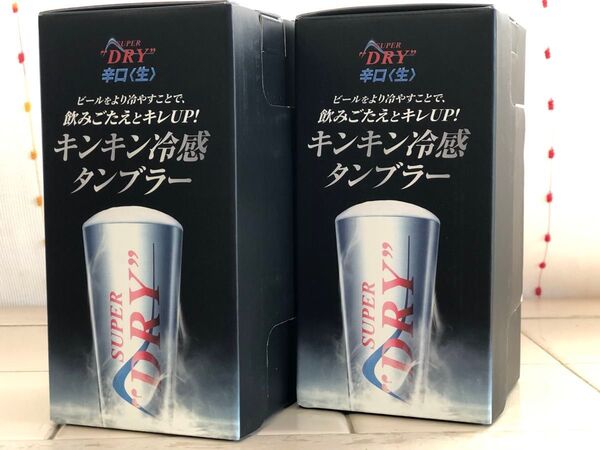 SUPER
"DRY"
辛口〈生〉
ビールをより冷やすことで、
飲みごたえとキレUP!
キンキン冷感
タンブラー
SUPER
"DRY"
SUPER
"DRY"
辛口〈生〉
ビールをより冷やすことで、
飲みごたえとキレUP!
キンキン冷感
タンブラー
SUPER
"DRY"